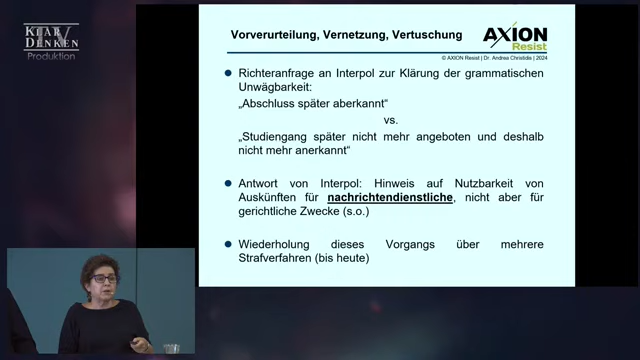 KLAR
DENKEN
TV
Produktion
Vorverurteilung, Vernetzung, Vertuschung
AXION
Resist
© AXION Resist | Dr. Andrea Christidis | 2024
Richteranfrage an Interpol zur Klärung der grammatischen
Unwägbarkeit:
„Abschluss später aberkannt“
vs.
„Studiengang später nicht mehr angeboten und deshalb
nicht mehr anerkannt“
Antwort von Interpol: Hinweis auf Nutzbarkeit von
Auskünften für nachrichtendienstliche, nicht aber für
gerichtliche Zwecke (s.o.)
Wiederholung dieses Vorgangs über mehrere
Strafverfahren (bis heute)